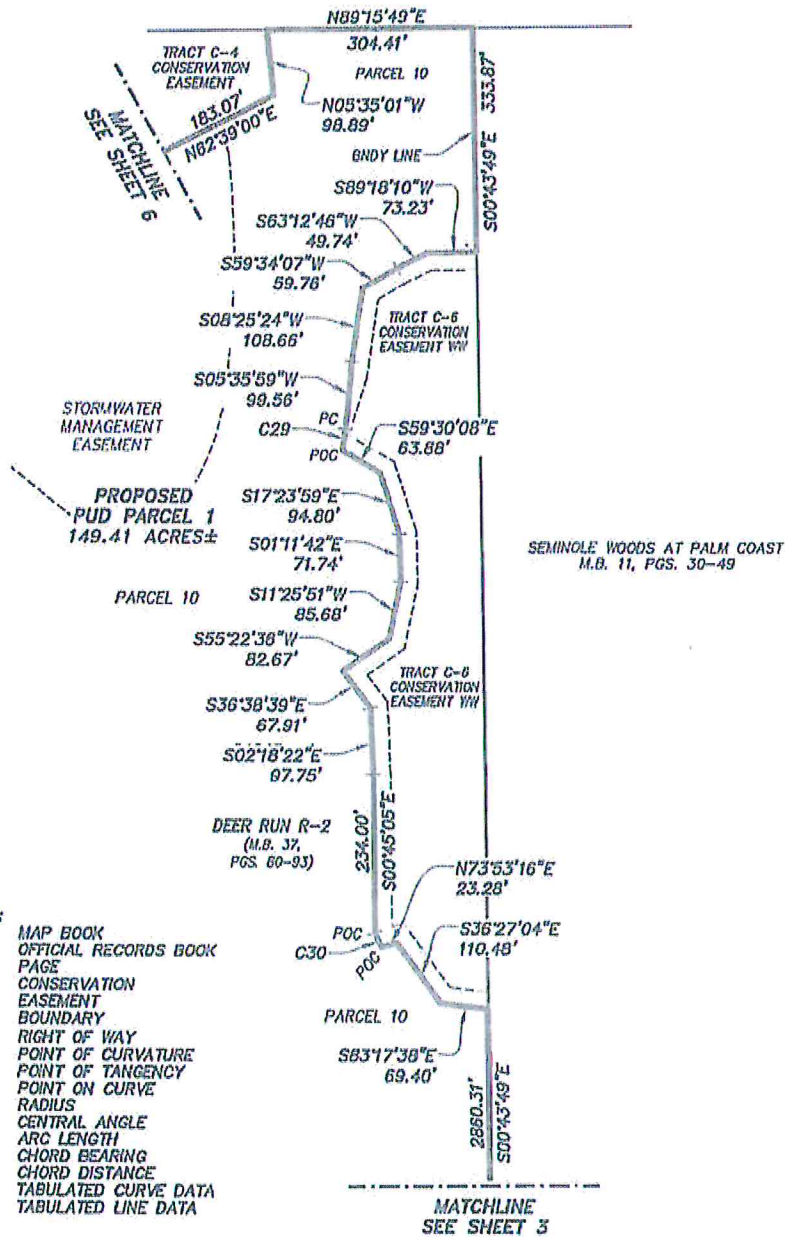 N89°15'49"E
304.41'
TRACT C-4
CONSERVATION
EASEMENT
PARCEL 10
333.87'
S00°43'49"E
N05°35'01"W
98.89'
183.07'
N62°39'00"E
MATCHLINE
SEE SHEET 6
BNDY LINE
S89°18'10"W
73.23'
S63°12'46"W
49.74'
S59°34'07"W
59.76'
S08°25'24"W
108.66'
TRACT C-6
CONSERVATION
EASEMENT WW
S05°35'59"W
99.56'
STORMWATER
MANAGEMENT
EASEMENT
PC
C29
POC
S59°30'08"E
63.88'
PROPOSED
PUD PARCEL 1
149.41 ACRES±
S17°23'59"E
94.80'
S01°11'42"E
71.74'
SEMINOLE WOODS AT PALM COAST
M.B. 11, PGS. 30-49
PARCEL 10
S11°25'51"W
85.68'
S55°22'36"W
82.67'
TRACT C-6
CONSERVATION
EASEMENT WW
S36°38'39"E
67.91'
S02°18'22"E
97.75'
DEER RUN R-2
(M.B. 37,
PGS. 60-93)
234.00'
S00°45'05"E
N73°53'16"E
23.28'
POC
C30
POC
S36°27'04"E
110.48'
MAP BOOK
OFFICIAL RECORDS BOOK
PAGE
CONSERVATION
EASEMENT
BOUNDARY
RIGHT OF WAY
POINT OF CURVATURE
POINT OF TANGENCY
POINT ON CURVE
RADIUS
CENTRAL ANGLE
ARC LENGTH
CHORD BEARING
CHORD DISTANCE
TABULATED CURVE DATA
TABULATED LINE DATA
PARCEL 10
S83°17'38"E
69.40'
2860.31'
S00°43'49"E
MATCHLINE
SEE SHEET 3